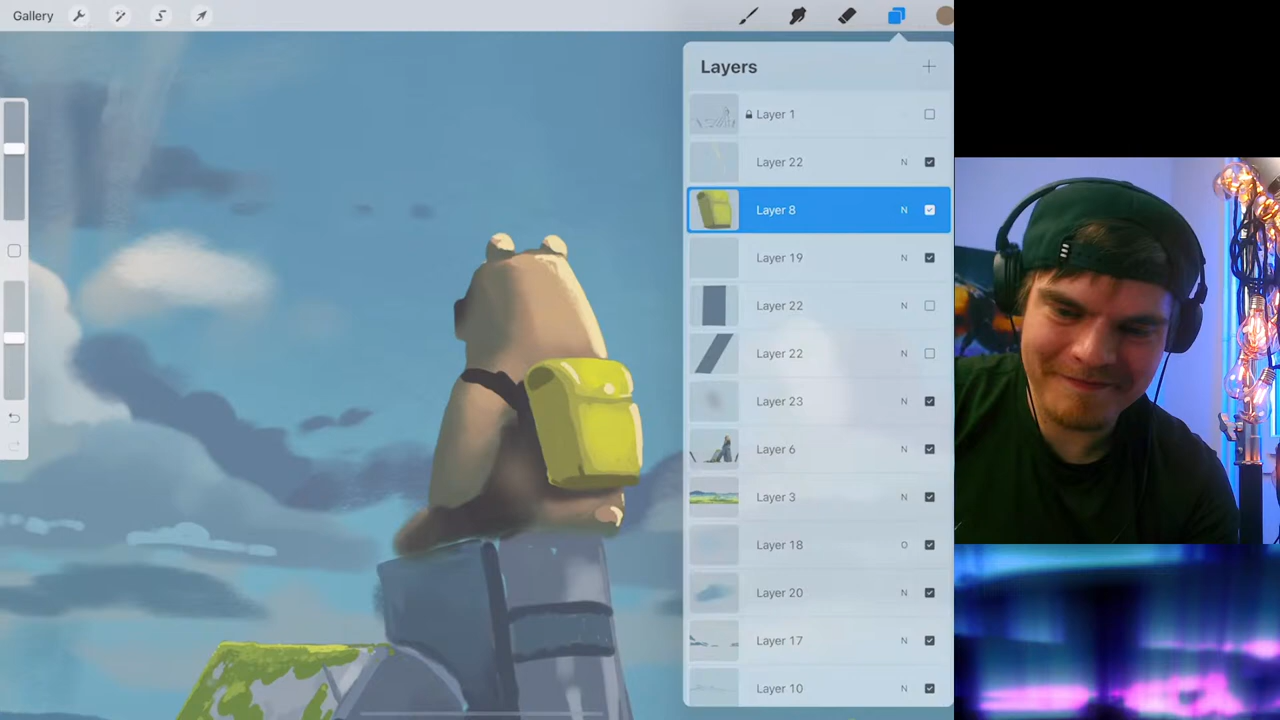 Gallery
Layers
Layer 1
Layer 22 N
Layer 8 N
Layer 19 N
Layer 22 N
Layer 22 N
Layer 23 N
Layer 6 N
Layer 3 N
Layer 18 O
Layer 20 N
Layer 17 N
Layer 10 N